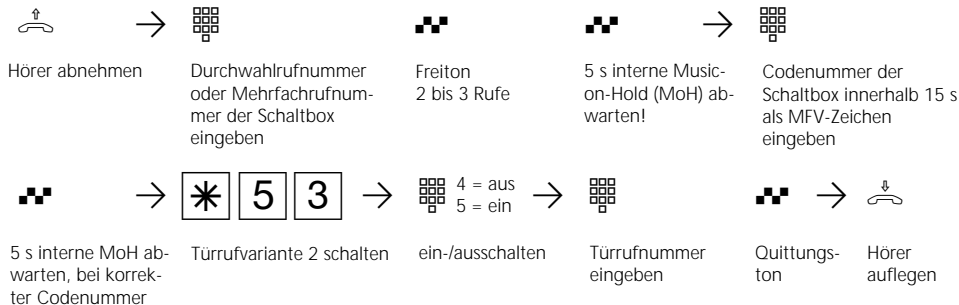 Hörer abnehmen
Durchwahlrufnummer
oder Mehrfachrufnum-
mer der Schaltbox
eingeben
Freiton
2 bis 3 Rufe
5 s interne Music-
on-Hold (MoH) ab-
warten!
Codenummer der
Schaltbox innerhalb 15 s
als MFV-Zeichen
eingeben
5 s interne MoH ab-
warten, bei korrek-
ter Codenummer
* 5 3
Türrufvariante 2 schalten
4 = aus
5 = ein
ein-/ausschalten
Türrufnummer
eingeben
Quittungs-
ton
Hörer
auflegen